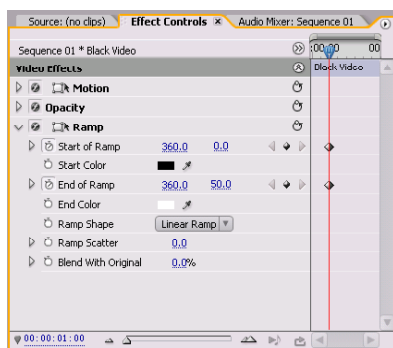 Source: (no clips) Effect Controls Audio Mixer: Sequence 01
Sequence 01 * Black Video :00:00 00
Video Effects Black Video
Motion
Opacity
Ramp
Start of Ramp 360.0 0.0
Start Color
End of Ramp 360.0 50.0
End Color
Ramp Shape Linear Ramp
Ramp Scatter 0.0
Blend With Original 0.0%
00:00:01:00